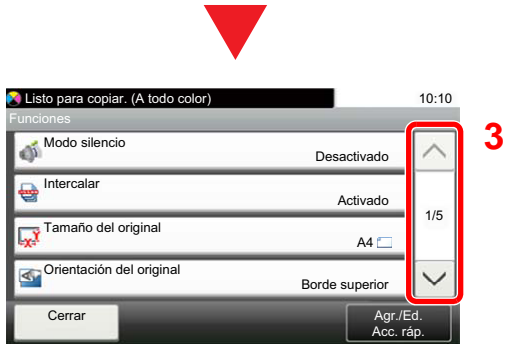 Listo para copiar. (A todo color)
10:10
Funciones
3
Modo silencio
Desactivado
Intercalar
Activado
1/5
Tamaño del original
A4
Orientación del original
Borde superior
Cerrar
Agr./Ed.
Acc. ráp.